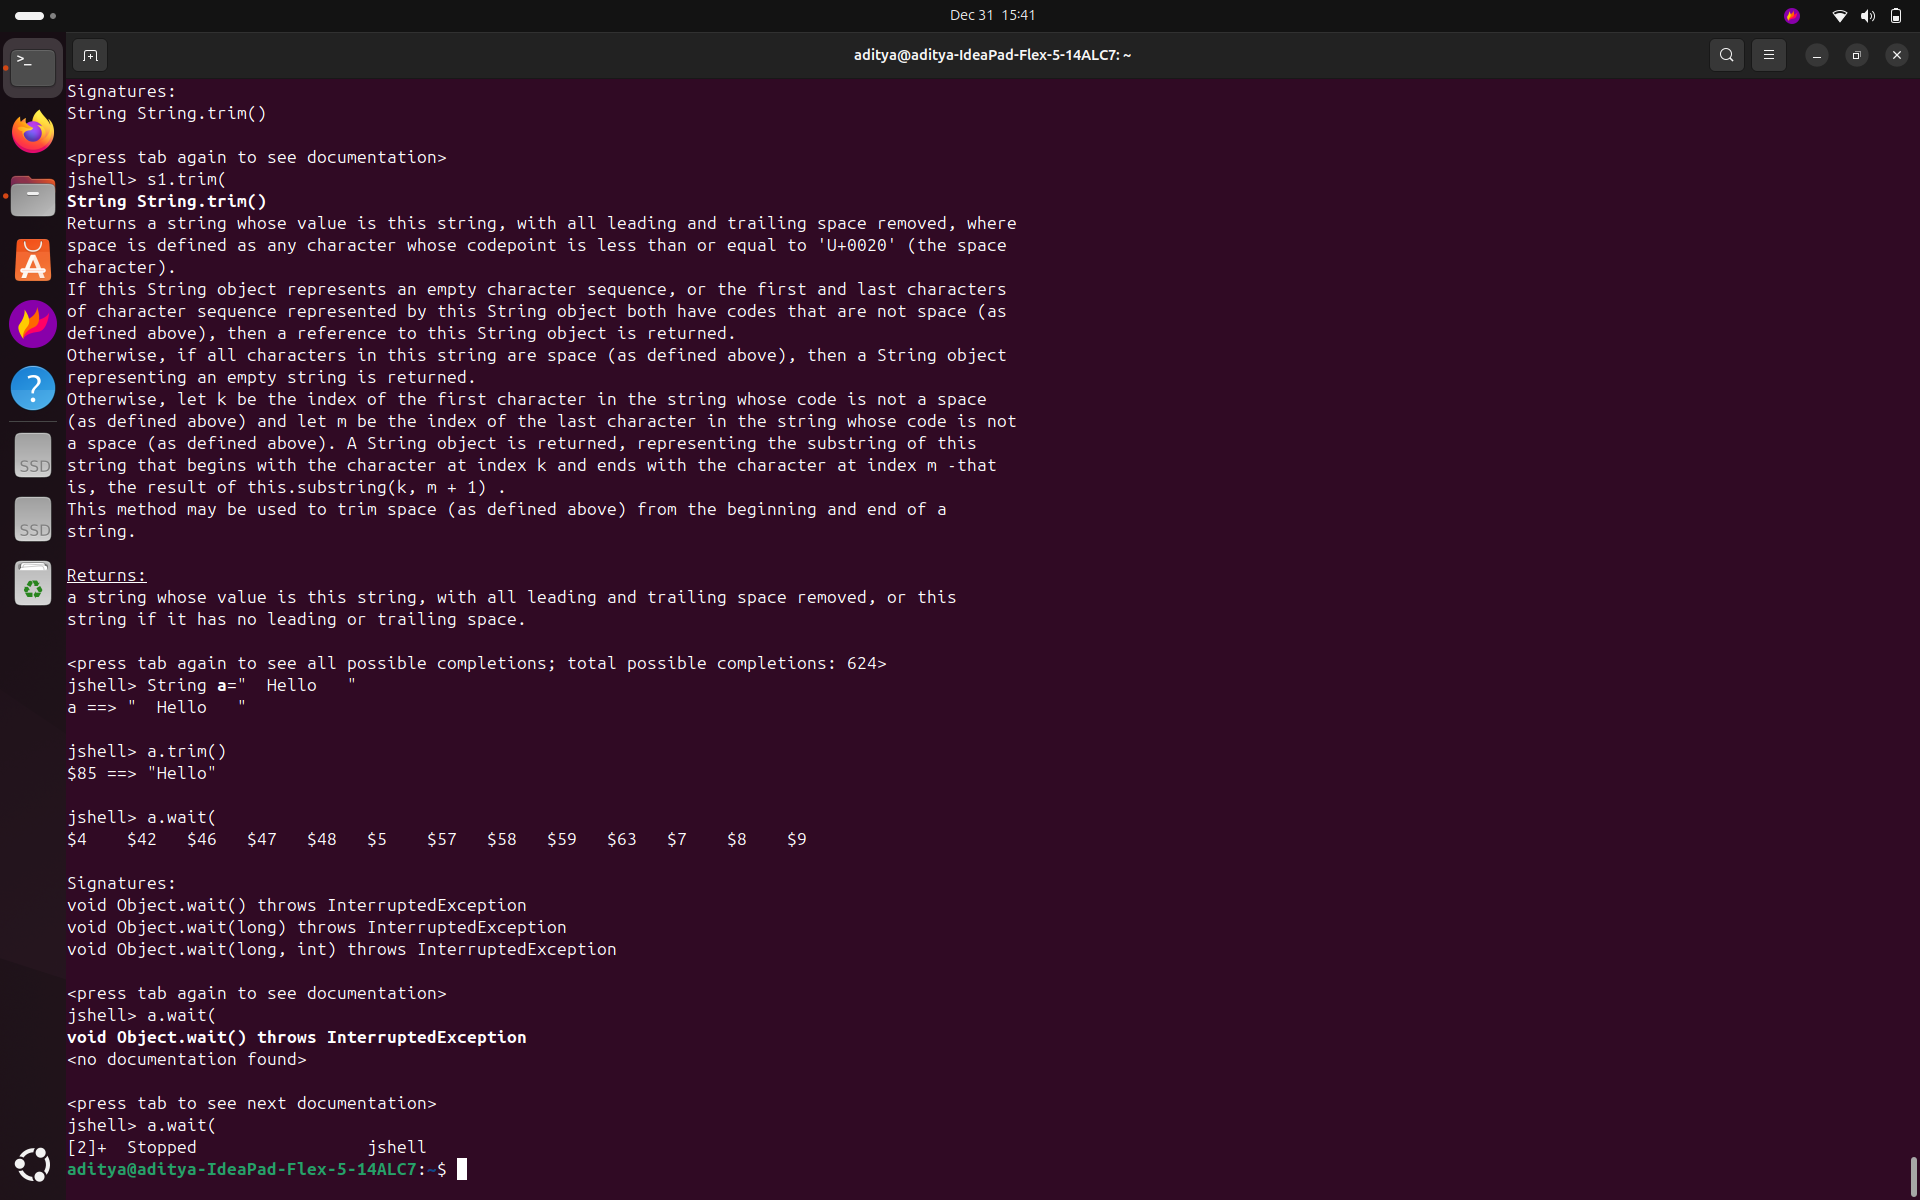 Dec 31 15:41
aditya@aditya-IdeaPad-Flex-5-14ALC7: ~
Signatures:
String String.trim()
<press tab again to see documentation>
jshell> s1.trim(
String String.trim()
Returns a string whose value is this string, with all leading and trailing space removed, where
space is defined as any character whose codepoint is less than or equal to 'U+0020' (the space
character).
If this String object represents an empty character sequence, or the first and last characters
of character sequence represented by this String object both have codes that are not space (as
defined above), then a reference to this String object is returned.
Otherwise, if all characters in this string are space (as defined above), then a String object
representing an empty string is returned.
Otherwise, let k be the index of the first character in the string whose code is not a space
(as defined above) and let m be the index of the last character in the string whose code is not
a space (as defined above). A String object is returned, representing the substring of this
string that begins with the character at index k and ends with the character at index m -that
is, the result of this.substring(k, m + 1) .
This method may be used to trim space (as defined above) from the beginning and end of a
string.
Returns:
a string whose value is this string, with all leading and trailing space removed, or this
string if it has no leading or trailing space.
<press tab again to see all possible completions; total possible completions: 624>
jshell> String a="  Hello   "
a ==> "  Hello   "
jshell> a.trim()
$85 ==> "Hello"
jshell> a.wait(
$4    $42   $46   $47   $48   $5    $57   $58   $59   $63   $7    $8    $9
Signatures:
void Object.wait() throws InterruptedException
void Object.wait(long) throws InterruptedException
void Object.wait(long, int) throws InterruptedException
<press tab again to see documentation>
jshell> a.wait(
void Object.wait() throws InterruptedException
<no documentation found>
<press tab to see next documentation>
jshell> a.wait(
[2]+  Stopped                 jshell
aditya@aditya-IdeaPad-Flex-5-14ALC7:~$
SSD
SSD